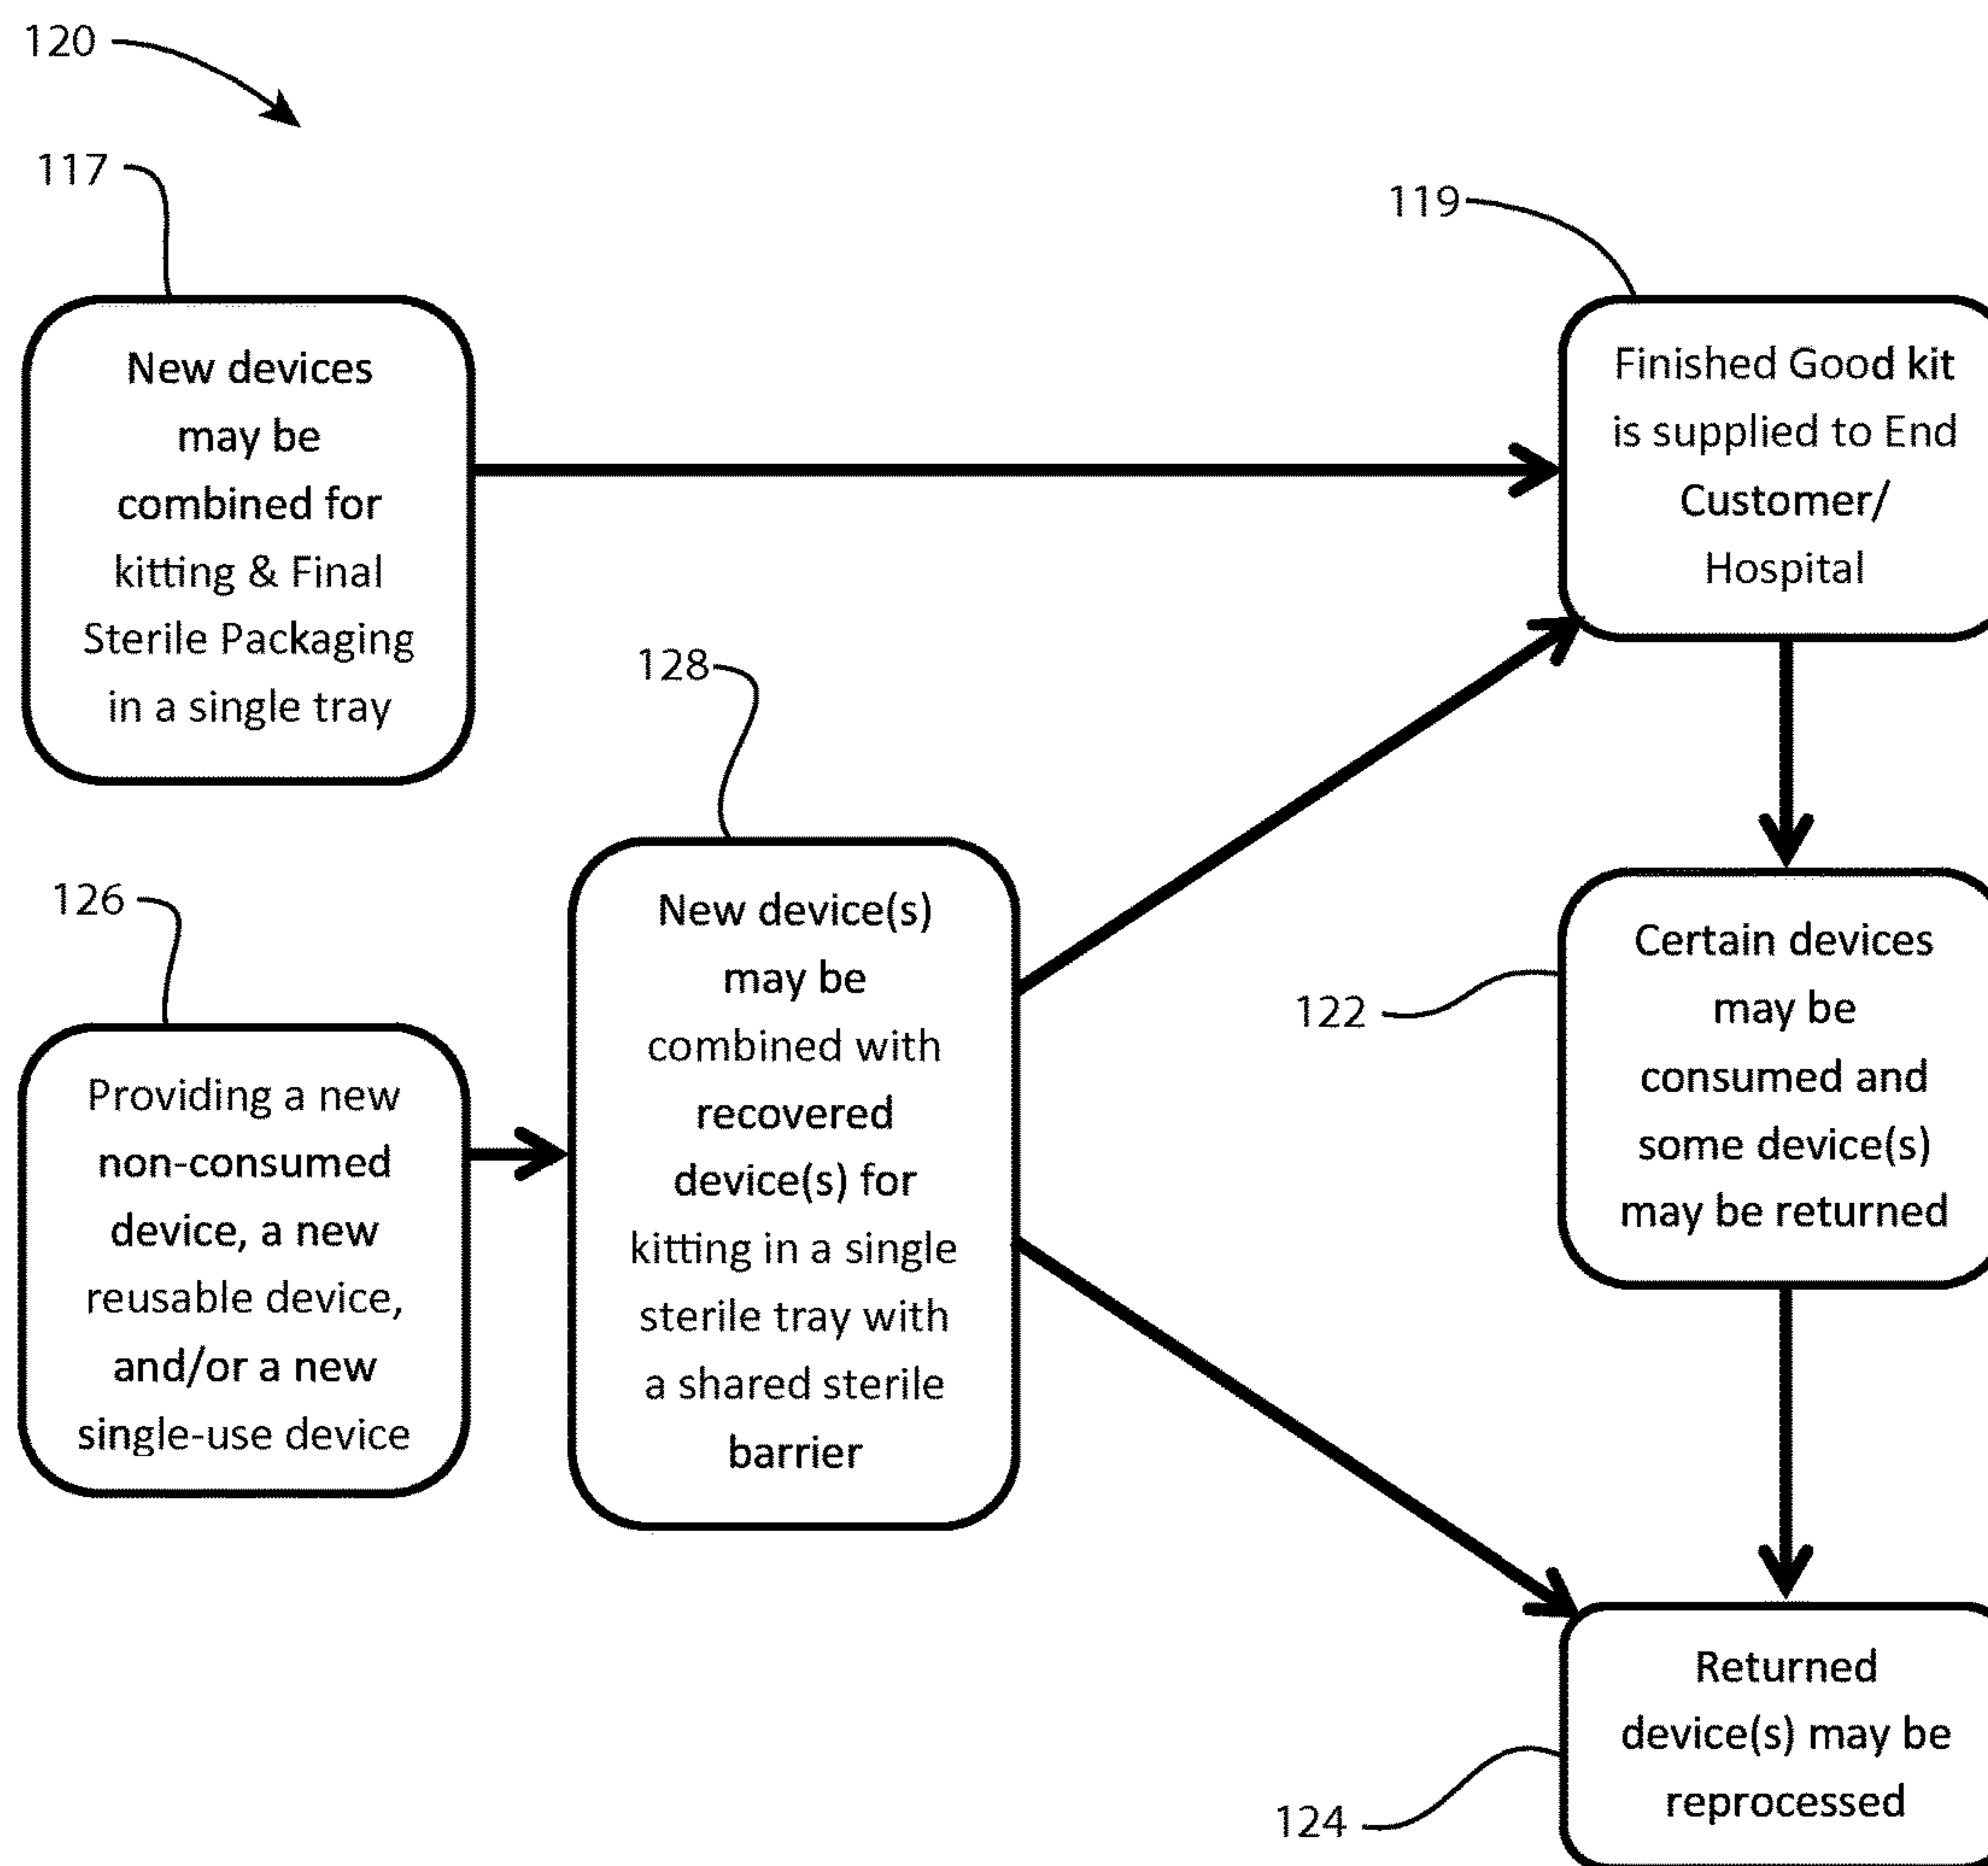 120
117
New devices
may be
combined for
kitting & Final
Sterile Packaging
in a single tray
119
Finished Good kit
is supplied to End
Customer/
Hospital
128
New device(s)
may be
combined with
recovered
device(s) for
kitting in a single
sterile tray with
a shared sterile
barrier
126
Providing a new
non-consumed
device, a new
reusable device,
and/or a new
single-use device
122
Certain devices
may be
consumed and
some device(s)
may be returned
124
Returned
device(s) may be
reprocessed